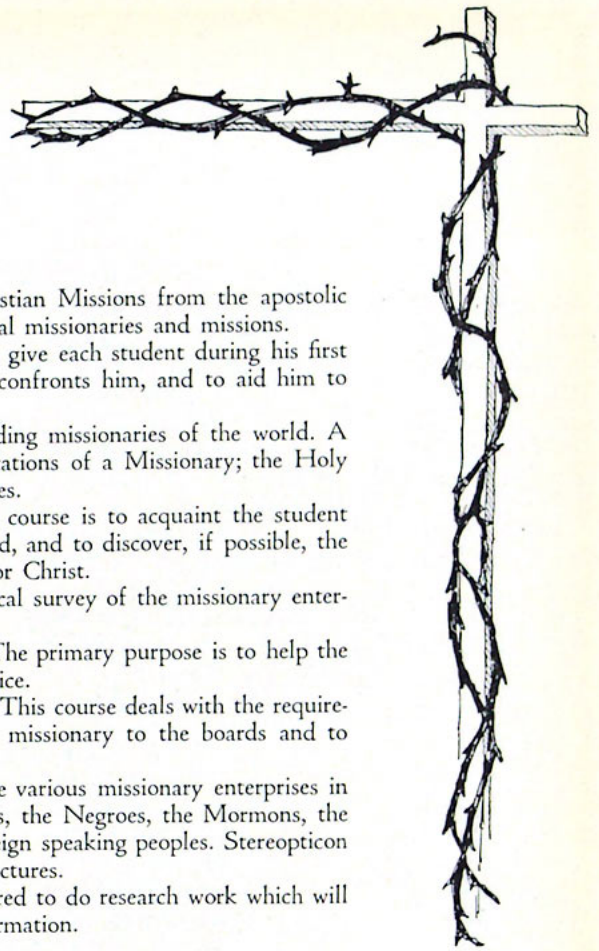 stian Missions from the apostolic
al missionaries and missions.
give each student during his first
confronts him, and to aid him to
ding missionaries of the world. A
ations of a Missionary; the Holy
es.
course is to acquaint the student
d, and to discover, if possible, the
or Christ.
cal survey of the missionary enter-
The primary purpose is to help the
ice.
This course deals with the require-
missionary to the boards and to
e various missionary enterprises in
s, the Negroes, the Mormons, the
eign speaking peoples. Stereopticon
ctures.
red to do research work which will
rmation.